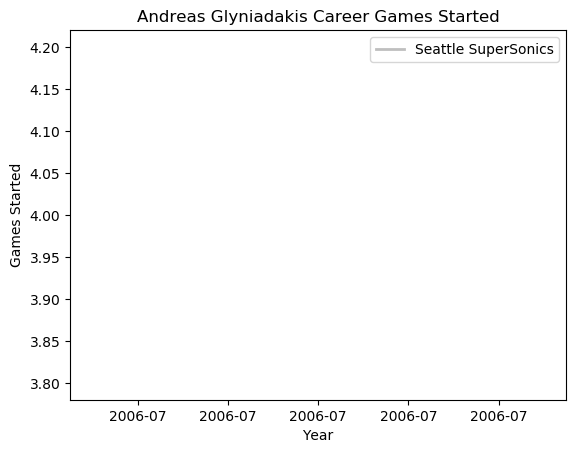 Andreas Glyniadakis Career Games Started
Seattle SuperSonics
Games Started
4.20
4.15
4.10
4.05
4.00
3.95
3.90
3.85
3.80
2006-07 2006-07 2006-07 2006-07 2006-07
Year